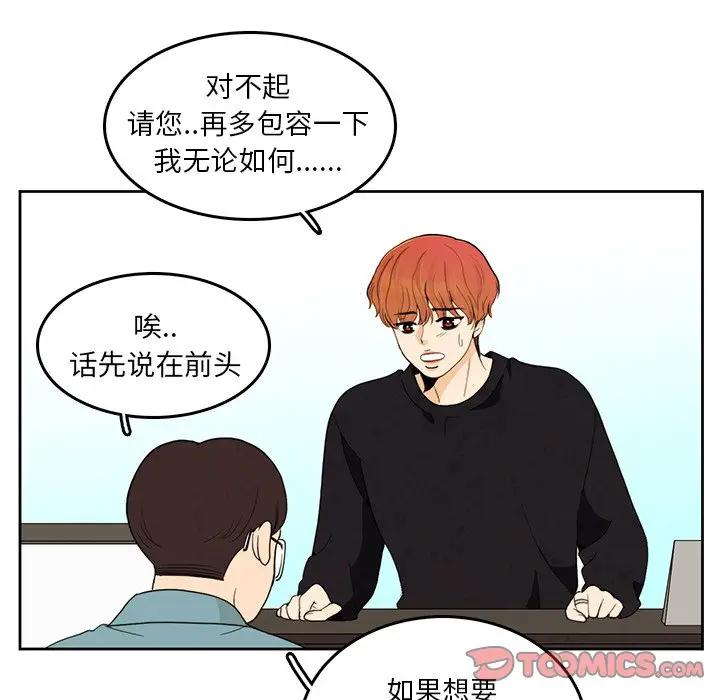 对不起
请您..再多包容一下
我无论如何......
唉..
话先说在前头
如果想要
TOOMICS.COM